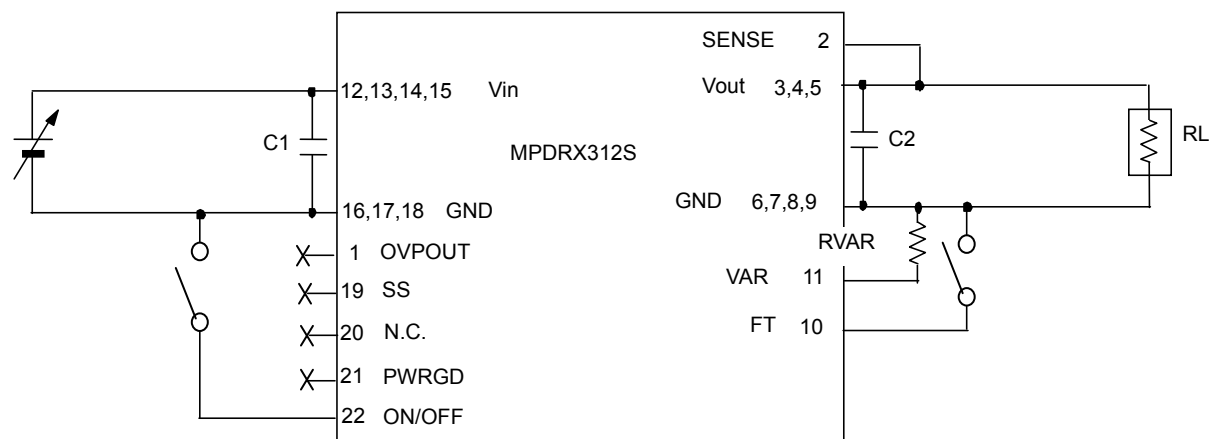 SENSE 2
12,13,14,15 Vin
Vout 3,4,5
C1
MPDRX312S
C2
RL
16,17,18 GND
GND 6,7,8,9
1 OVPOUT
RVAR
19 SS
VAR 11
20 N.C.
FT 10
21 PWRGD
22 ON/OFF